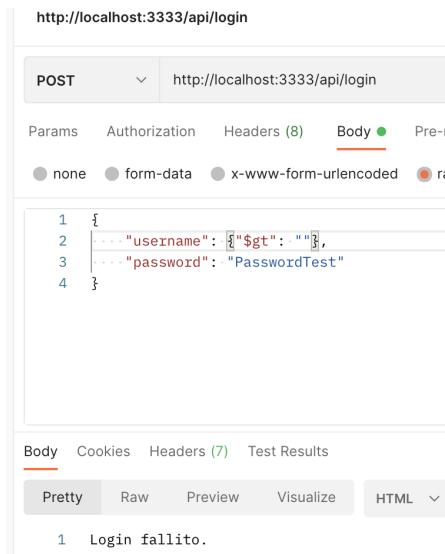 http://localhost:3333/api/login
POST http://localhost:3333/api/login
Params Authorization Headers (8) Body Pre-
none form-data x-www-form-urlencoded
1 {
2 "username": {"$gt": ""},
3 "password": "PasswordTest"
4 }
Body Cookies Headers (7) Test Results
Pretty Raw Preview Visualize HTML
1 Login fallito.